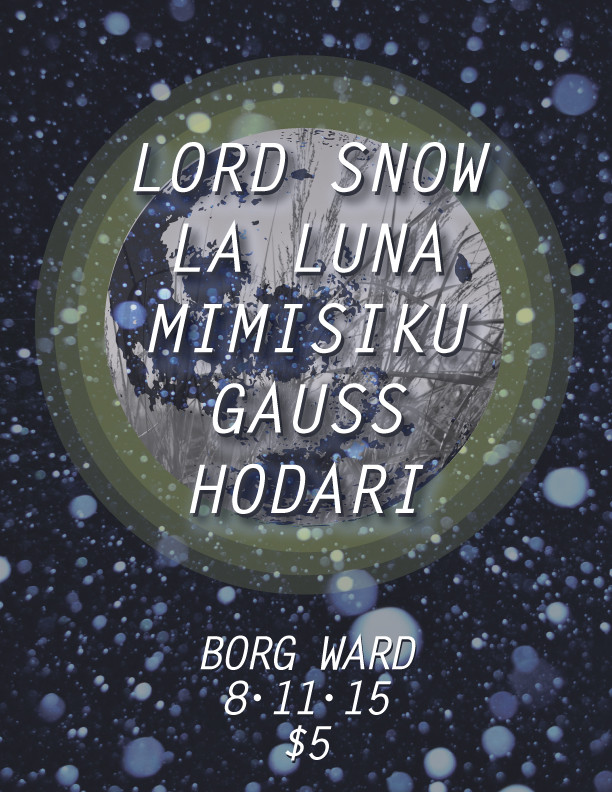 LORD SNOW
LA LUNA
MIMISIKU
GAUSS
HODARI
BORG WARD
8•11•15
$5